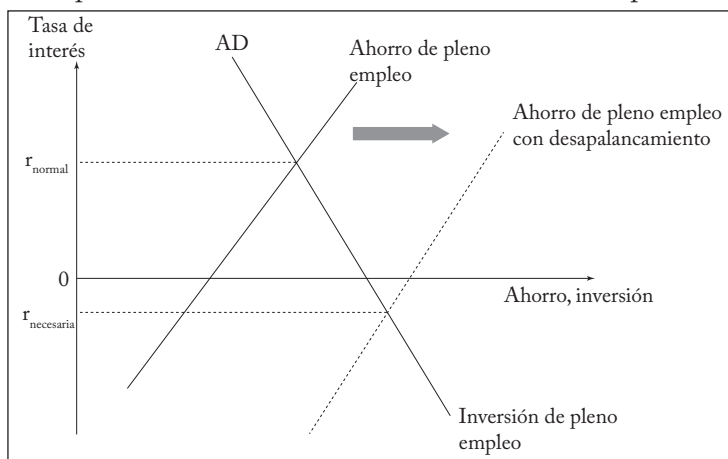 Tasa de
interés
AD
Ahorro de pleno
empleo
Ahorro de pleno empleo
con desapalancamiento
r normal
0
Ahorro, inversión
r necesaria
Inversión de pleno
empleo